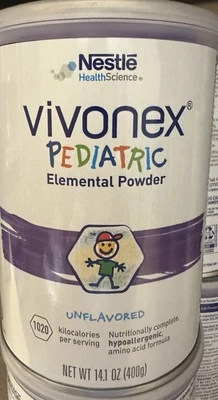 Nestlé
HealthScience®
vivonex®
PEDIATRIC
Elemental Powder
UNFLAVORED
1020 kilocalories per serving
Nutritionally complete,
hypoallergenic,
amino acid formula
NET WT 14.1 OZ (400g)